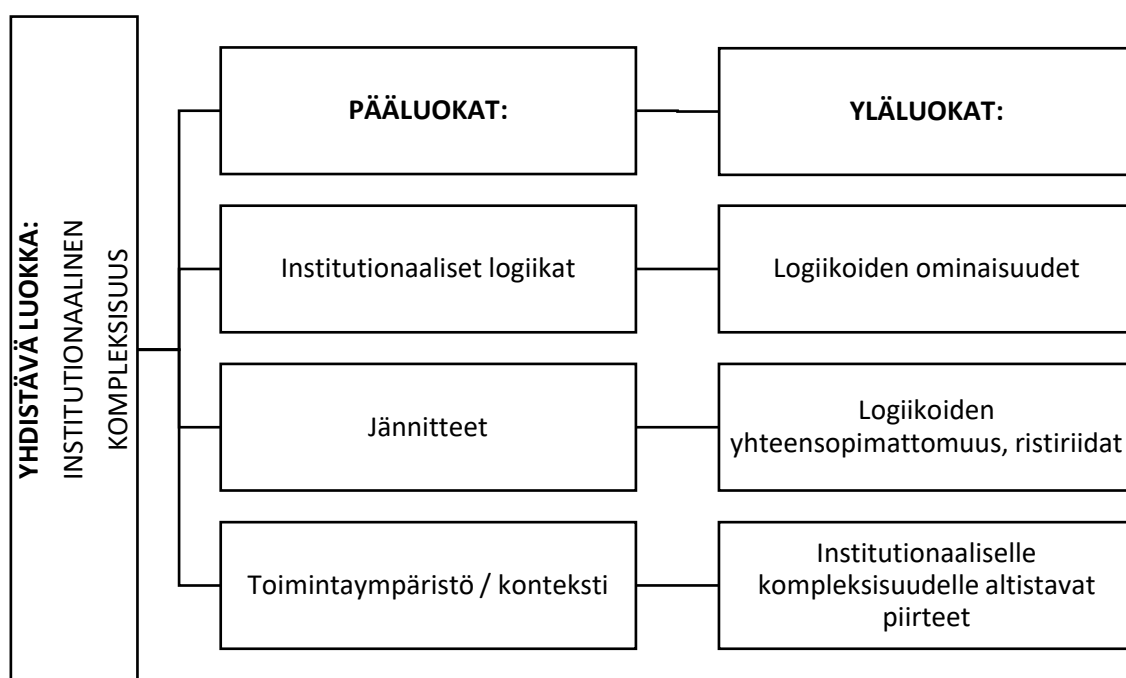 YHDISTÄVÄ LUOKKA:
INSTITUTIONAALINEN
KOMPLEKSISUUS
PÄÄLUOKAT:
YLÄLUOKAT:
Institutionaaliset logiikat
Logiikoiden ominaisuudet
Jännitteet
Logiikoiden
yhteensopimattomuus, ristiriidat
Toimintaympäristö / konteksti
Institutionaaliselle
kompleksisuudelle altistavat
piirteet